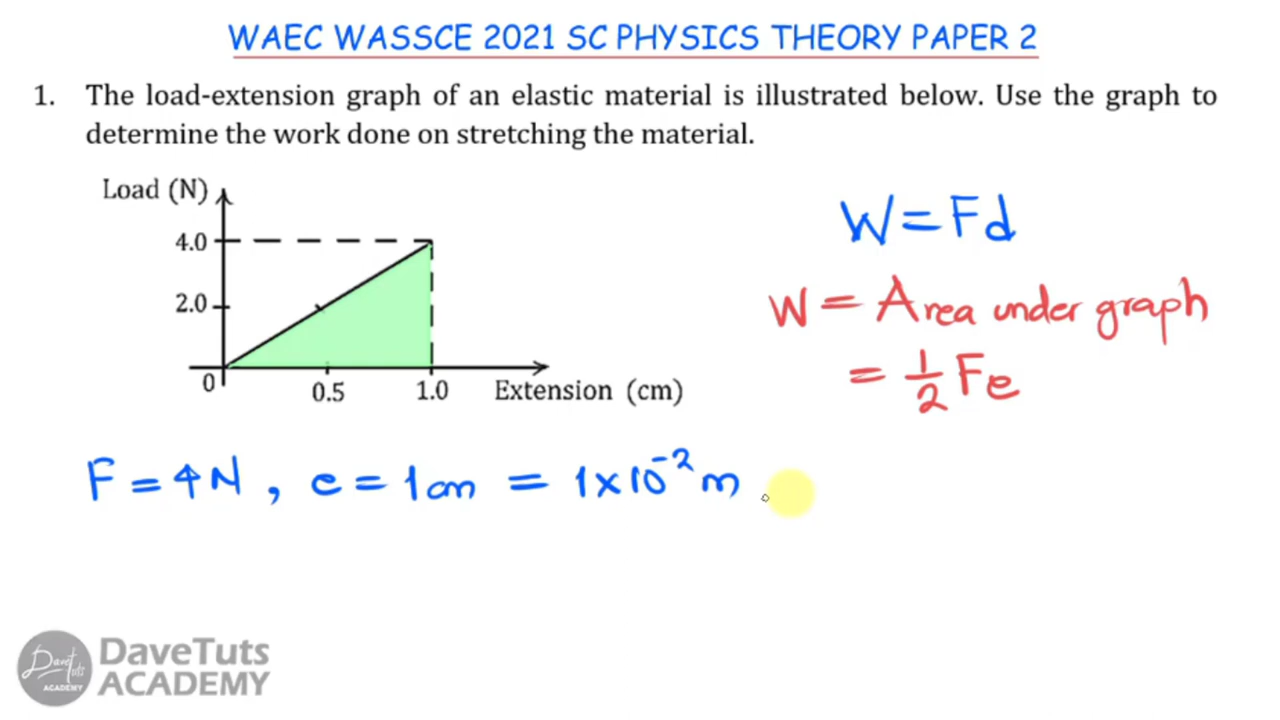 WAEC WASSCE 2021 SC PHYSICS THEORY PAPER 2
1. The load-extension graph of an elastic material is illustrated below. Use the graph to
determine the work done on stretching the material.
Load (N)
4.0
2.0
0
0.5
1.0
Extension (cm)
W = Fd
W = Area under graph
= 1/2 Fe
F = 4N, e = 1cm = 1×10⁻² m
Dave tuts
ACADEMY
DaveTuts
ACADEMY